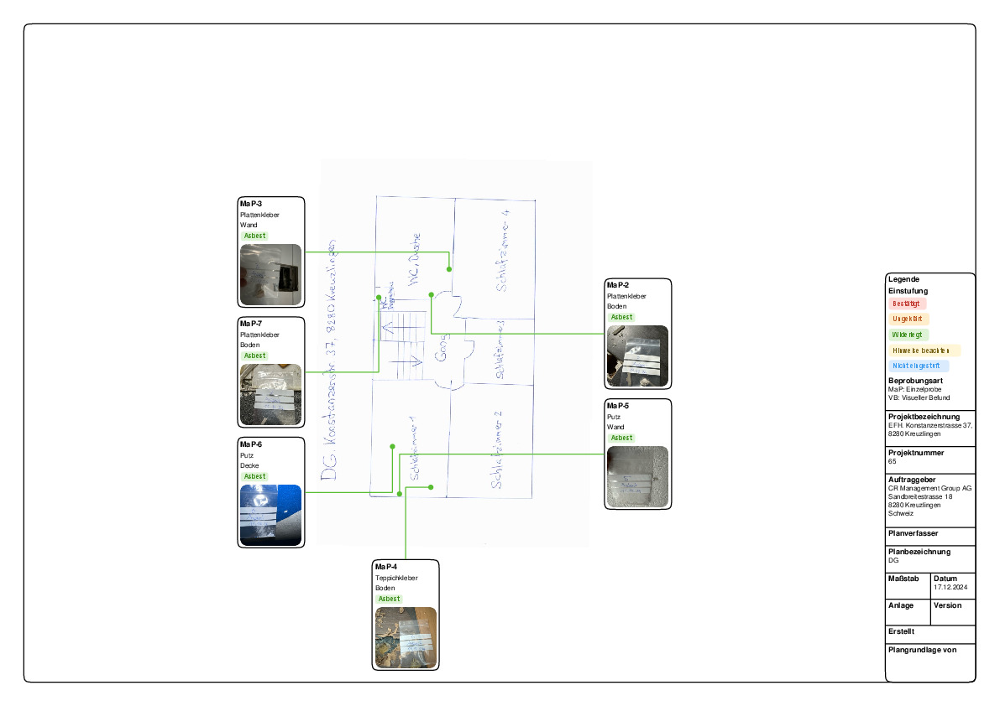 MaP-3
Plattenkleber
Wand
Asbest
MaP-7
Plattenkleber
Boden
Asbest
MaP-6
Putz
Decke
Asbest
DG. Konstanzerstr 37, 8280 Kreuzlingen
WC, Dusche
WC
Schlafzimmer 4
Gang
Schlafzimmer 3
Schlafzimmer 1
Schlafzimmer 2
MaP-4
Teppichkleber
Boden
Asbest
MaP-2
Plattenkleber
Boden
Asbest
MaP-5
Putz
Wand
Asbest
Legende
Einstufung
Bestätigt
Ungeklärt
Widerlegt
Hinweise beachten
Nicht eingestuft
Beprobungsart
MaP: Einzelprobe
VB: Visueller Befund
Projektbezeichnung
EFH. Konstanzerstrasse 37,
8280 Kreuzlingen
Projektnummer
65
Auftraggeber
CR Management Group AG
Sandbreitestrasse 18
8280 Kreuzlingen
Schweiz
Planverfasser
Planbezeichnung
DG
Maßstab
Datum
17.12.2024
Anlage
Version
Erstellt
Plangrundlage von